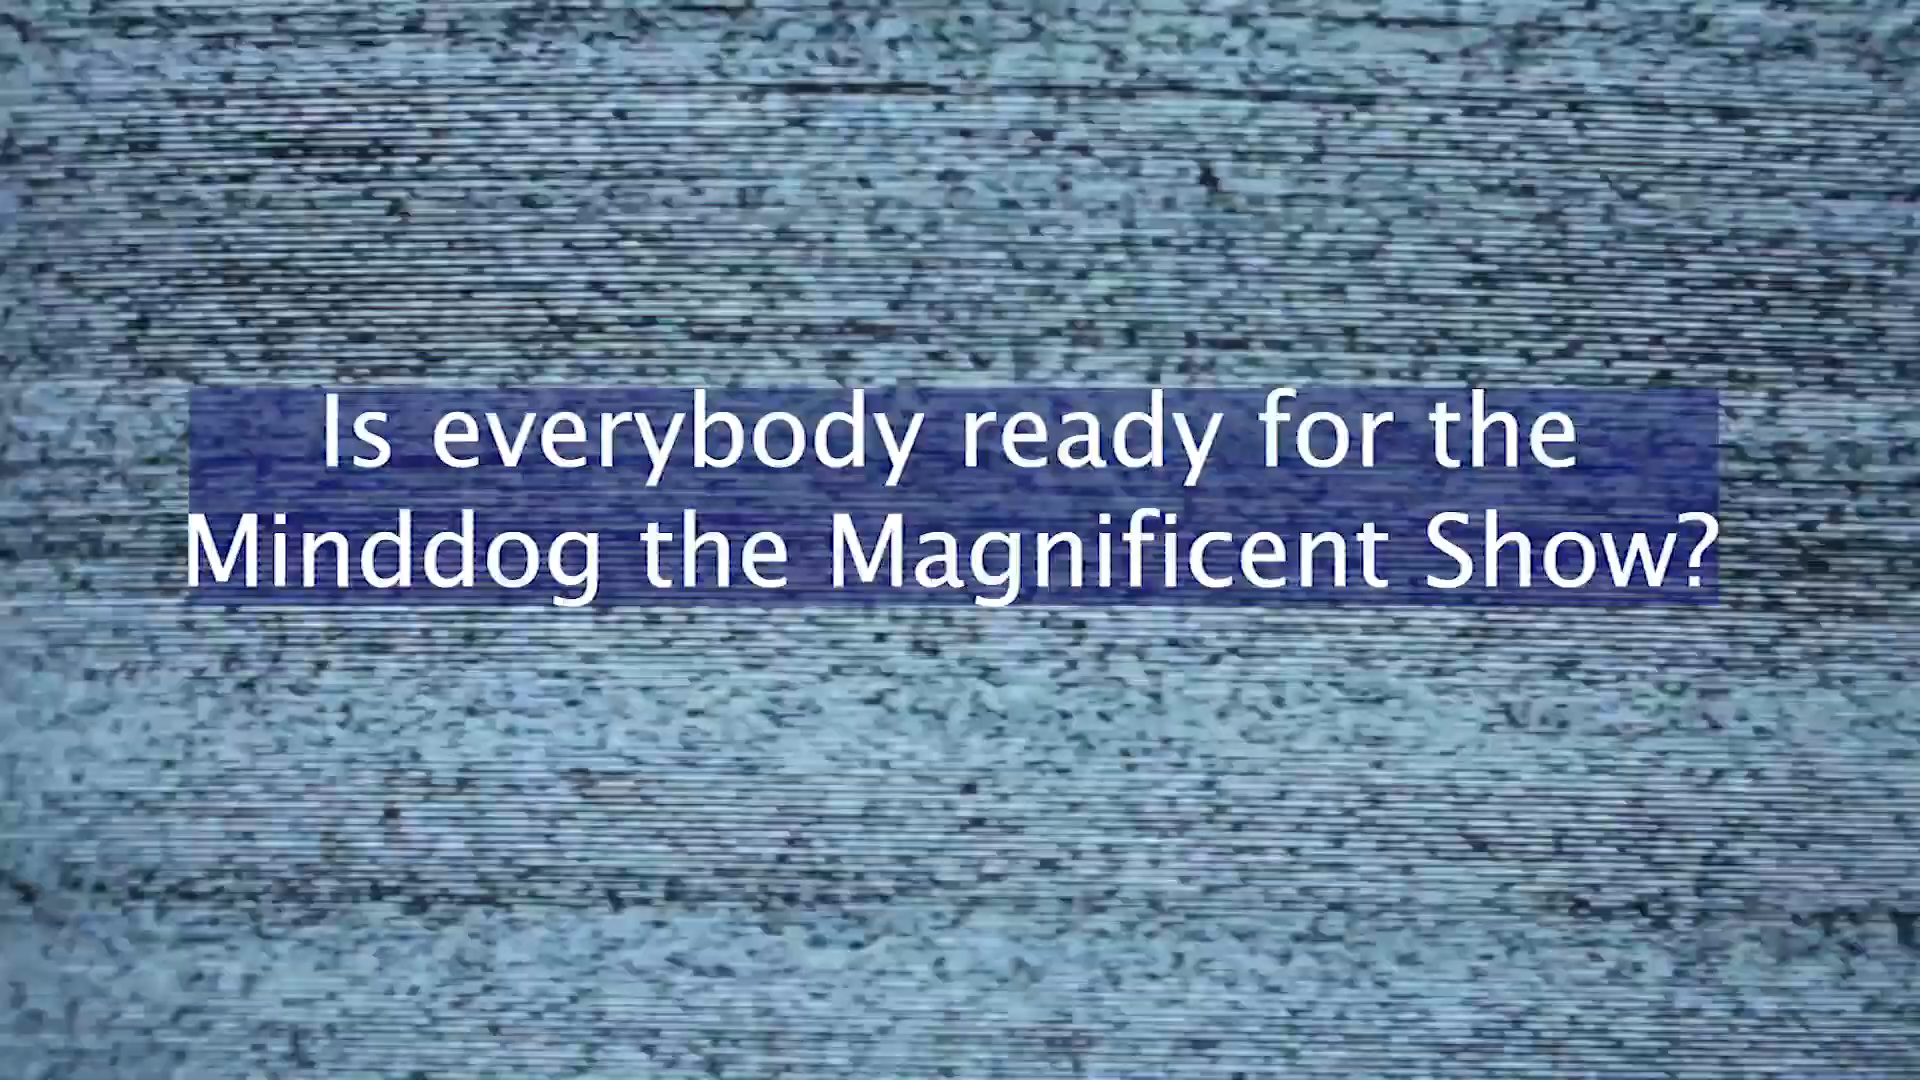 Is everybody ready for the
Minddog the Magnificent Show?